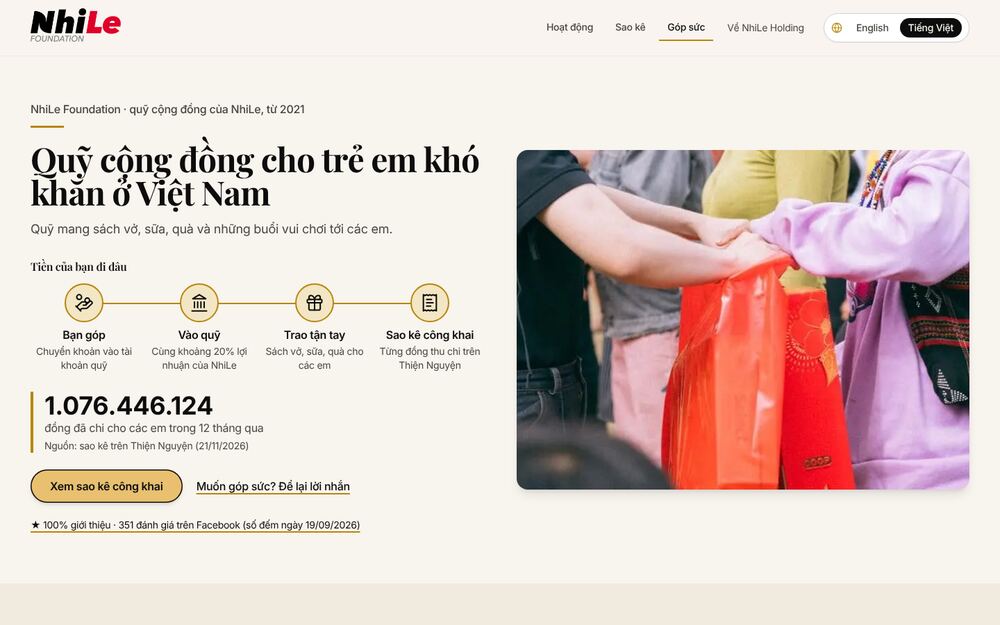 NhiLe
FOUNDATION
Hoạt động
Sao kê
Góp sức
Về NhiLe Holding
English
Tiếng Việt
NhiLe Foundation · quỹ cộng đồng của NhiLe, từ 2021
Quỹ cộng đồng cho trẻ em khó
khăn ở Việt Nam
Quỹ mang sách vở, sữa, quà và những buổi vui chơi tới các em.
Tiền của bạn đi đâu
Bạn góp
Chuyển khoản vào tài
khoản quỹ
Vào quỹ
Cùng khoảng 20% lợi
nhuận của NhiLe
Trao tận tay
Sách vở, sữa, quà cho
các em
Sao kê công khai
Từng đồng thu chi trên
Thiện Nguyện
1.076.446.124
đồng đã chi cho các em trong 12 tháng qua
Nguồn: sao kê trên Thiện Nguyện (21/11/2026)
Xem sao kê công khai
Muốn góp sức? Để lại lời nhắn
★ 100% giới thiệu · 351 đánh giá trên Facebook (số đếm ngày 19/09/2026)